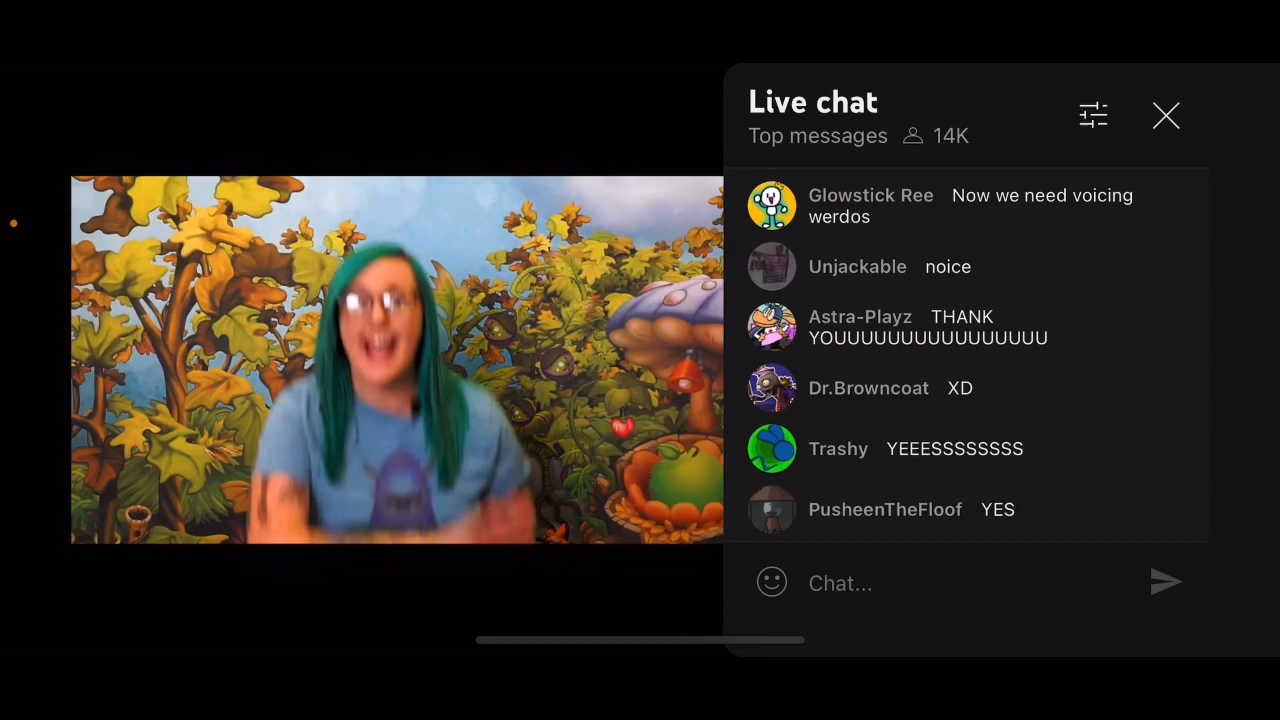 Live chat
Top messages 14K
Glowstick Ree Now we need voicing
werdos
Unjackable noice
Astra-Playz THANK
YOUUUUUUUUUUUUUUUU
Dr.Browncoat XD
Trashy YEEESSSSSSSS
PusheenTheFloof YES
Chat...